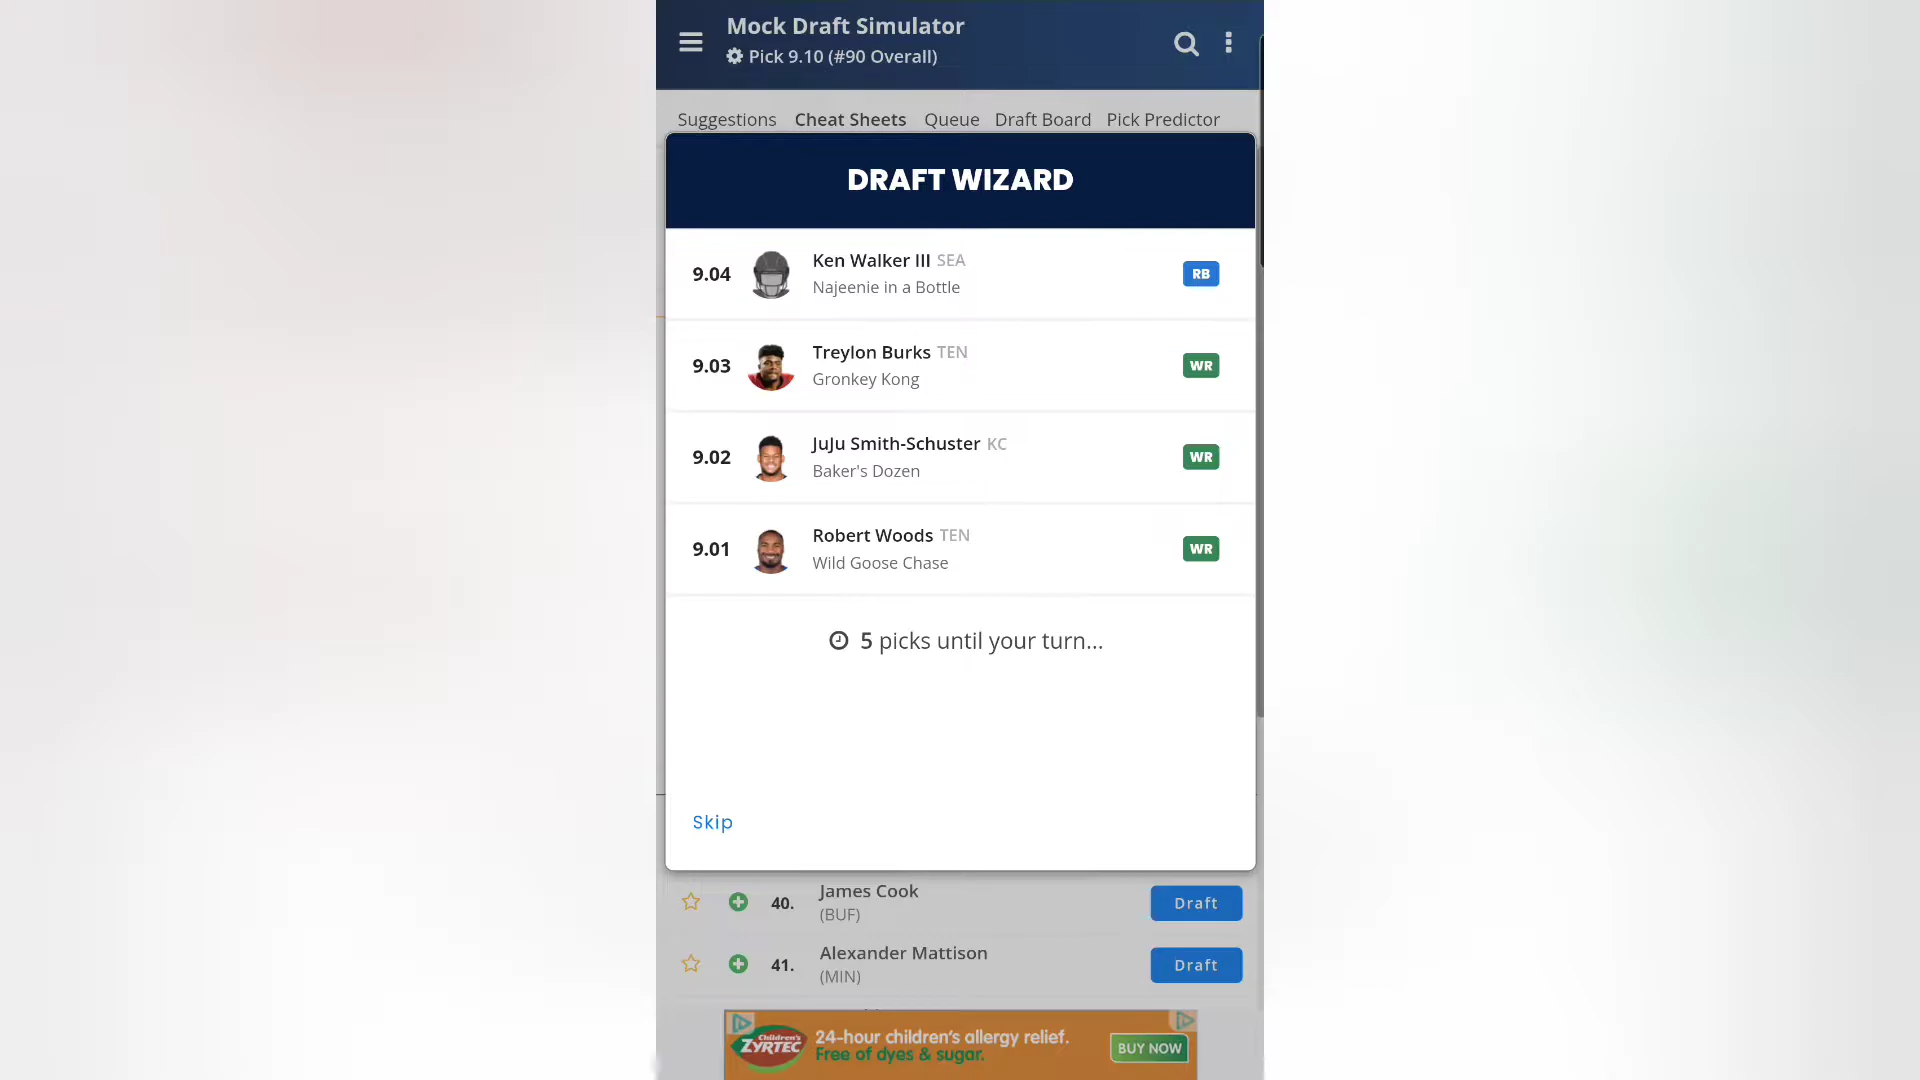 Mock Draft Simulator
Pick 9.10 (#90 Overall)
Suggestions Cheat Sheets Queue Draft Board Pick Predictor
DRAFT WIZARD
9.04 Ken Walker III SEA RB
Najeenie in a Bottle
9.03 Treylon Burks TEN WR
Gronkey Kong
9.02 JuJu Smith-Schuster KC WR
Baker's Dozen
9.01 Robert Woods TEN WR
Wild Goose Chase
5 picks until your turn...
Skip
40. James Cook Draft
(BUF)
41. Alexander Mattison Draft
(MIN)
Children's ZYRTEC
24-hour children's allergy relief.
Free of dyes & sugar.
BUY NOW